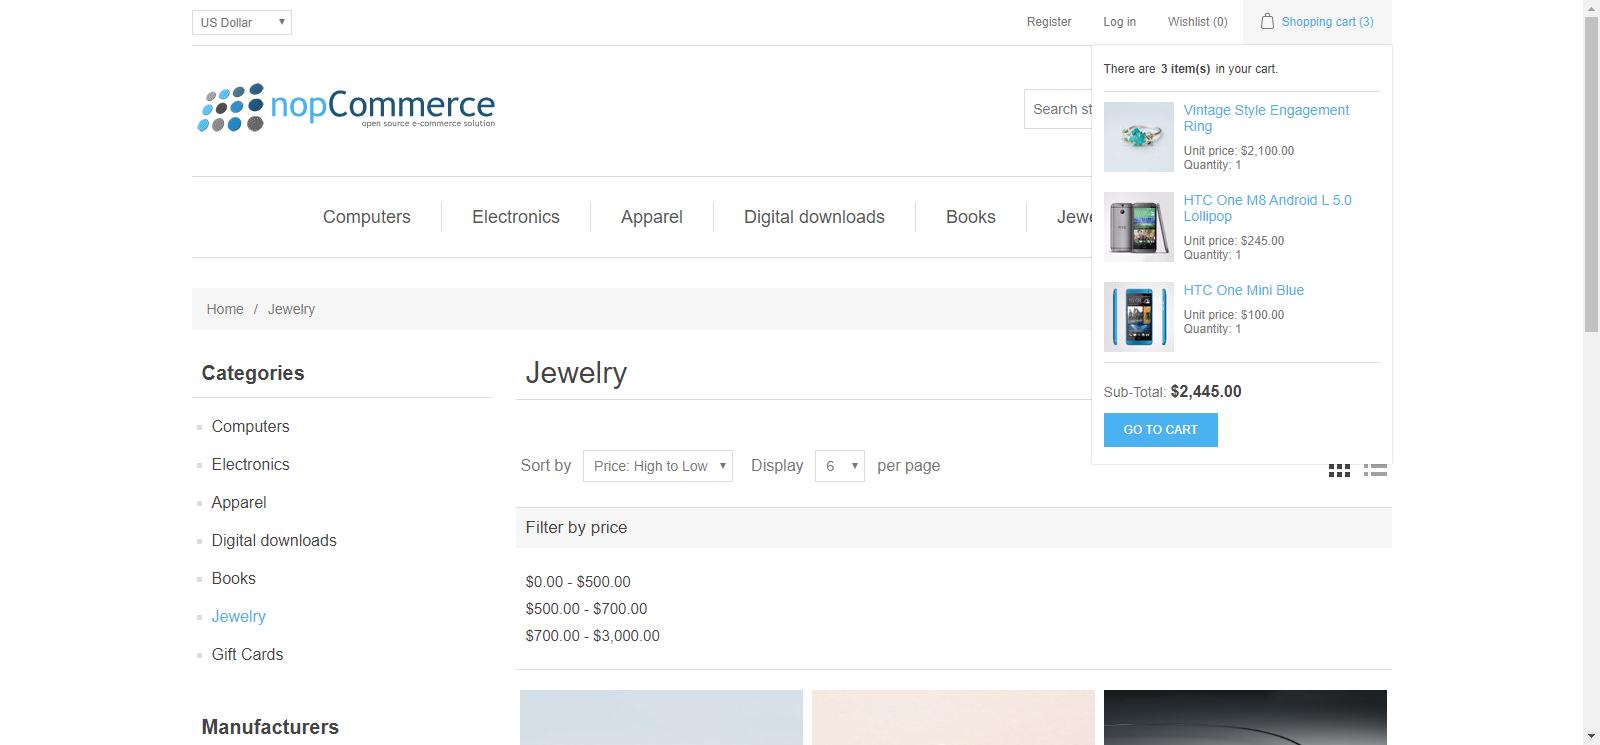 US Dollar
Register
Log in
Wishlist (0)
Shopping cart (3)
There are 3 item(s) in your cart.
Vintage Style Engagement
Ring
Unit price: $2,100.00
Quantity: 1
HTC One M8 Android L 5.0
Lollipop
Unit price: $245.00
Quantity: 1
HTC One Mini Blue
Unit price: $100.00
Quantity: 1
Sub-Total: $2,445.00
GO TO CART
nopCommerce
open source e-commerce solution
Search st
Computers
Electronics
Apparel
Digital downloads
Books
Jewe
Home / Jewelry
Categories
Computers
Electronics
Apparel
Digital downloads
Books
Jewelry
Gift Cards
Manufacturers
Jewelry
Sort by Price: High to Low Display 6 per page
Filter by price
$0.00 - $500.00
$500.00 - $700.00
$700.00 - $3,000.00